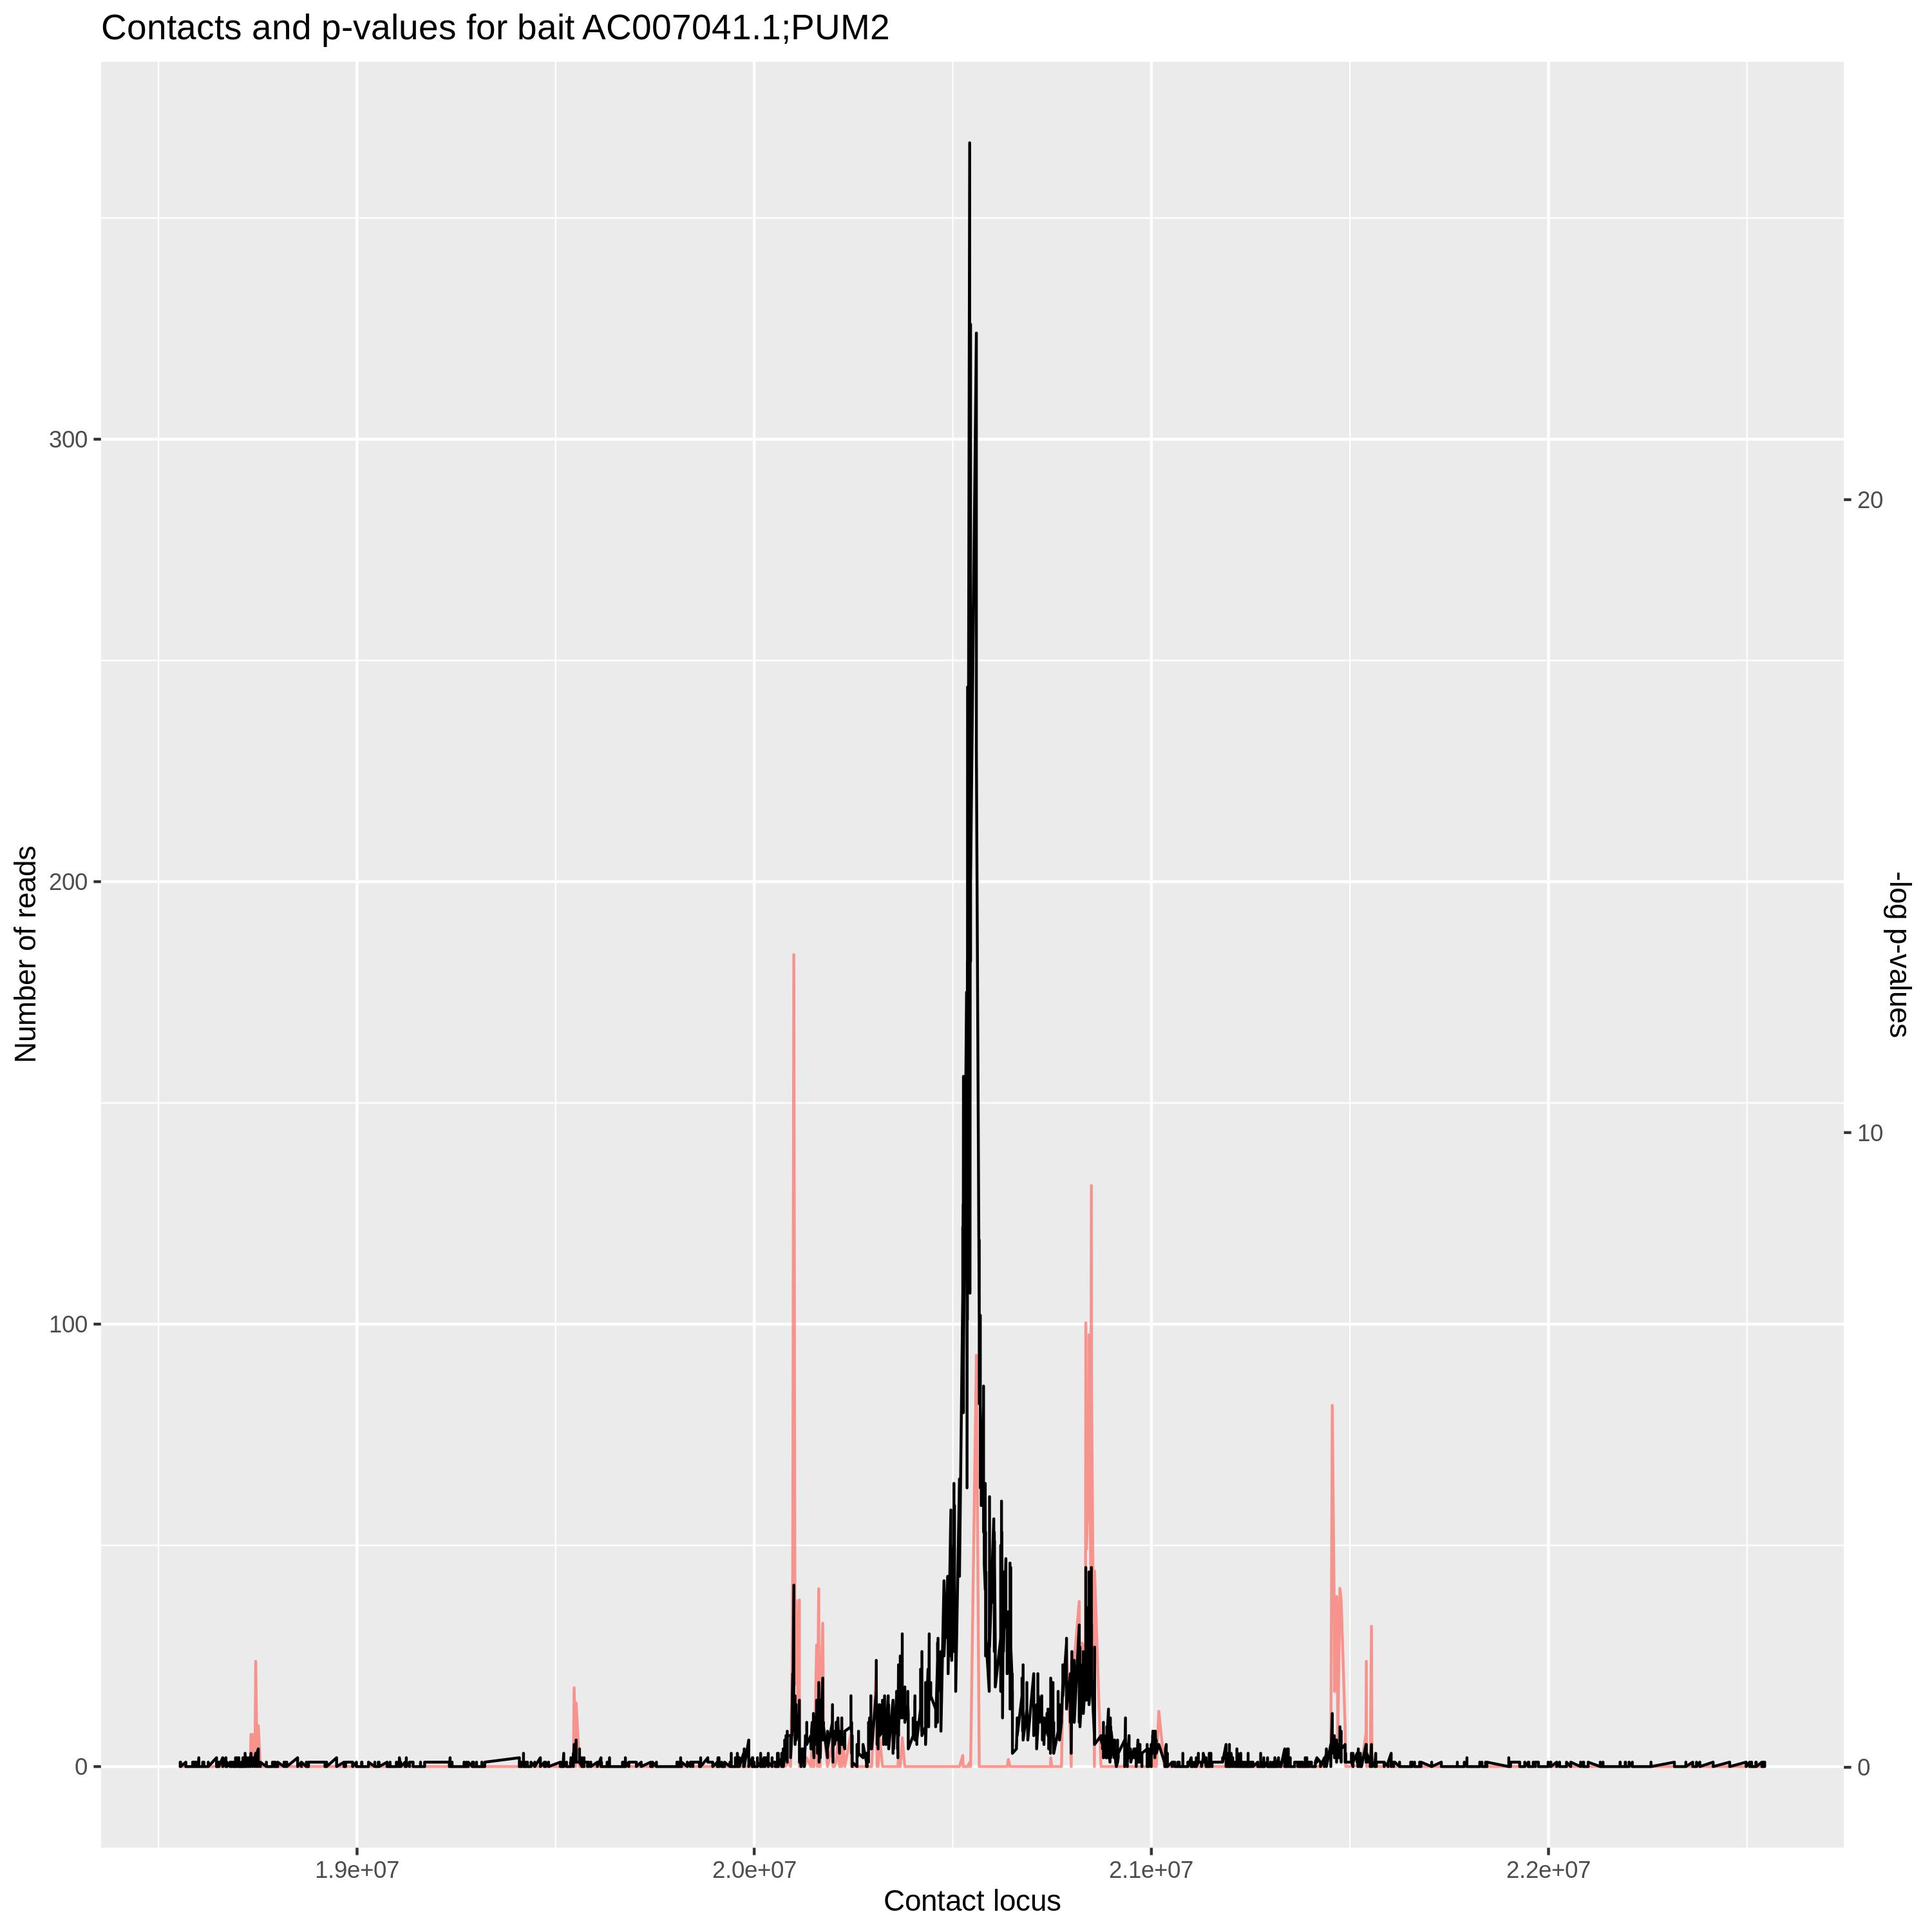 Contacts and p-values for bait AC007041.1;PUM2
300
200
100
0
Number of reads
20
10
0
-log p-values
1.9e+07
2.0e+07
2.1e+07
2.2e+07
Contact locus